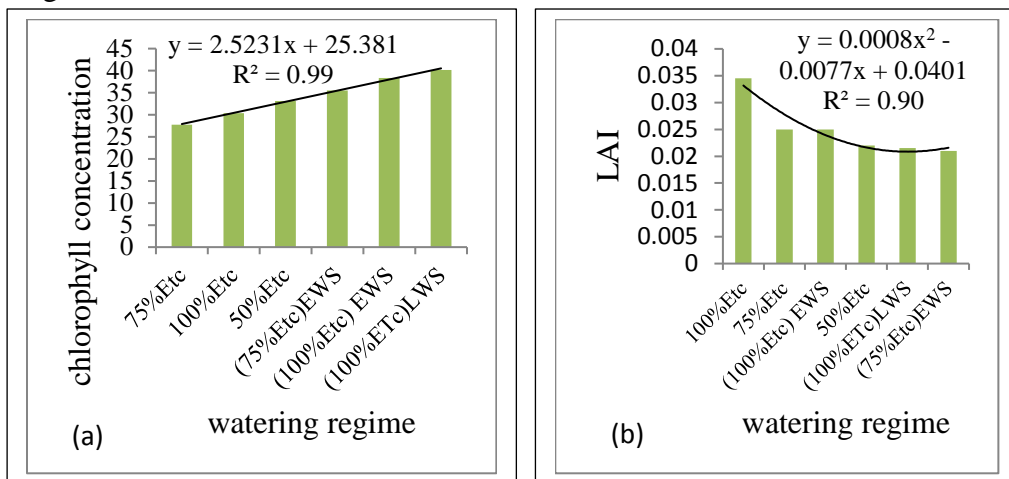 y = 2.5231x + 25.381
R² = 0.99
45
40
35
30
25
20
15
10
5
0
chlorophyll concentration
75%Etc
100%Etc
50%Etc
(75%Etc)EWS
(100%Etc) EWS
(100%ETc)LWS
watering regime
(a)
y = 0.0008x² -
0.0077x + 0.0401
R² = 0.90
0.04
0.035
0.03
0.025
0.02
0.015
0.01
0.005
0
LAI
100%Etc
75%Etc
(100%Etc) EWS
50%Etc
(100%ETc)LWS
(75%Etc)EWS
watering regime
(b)